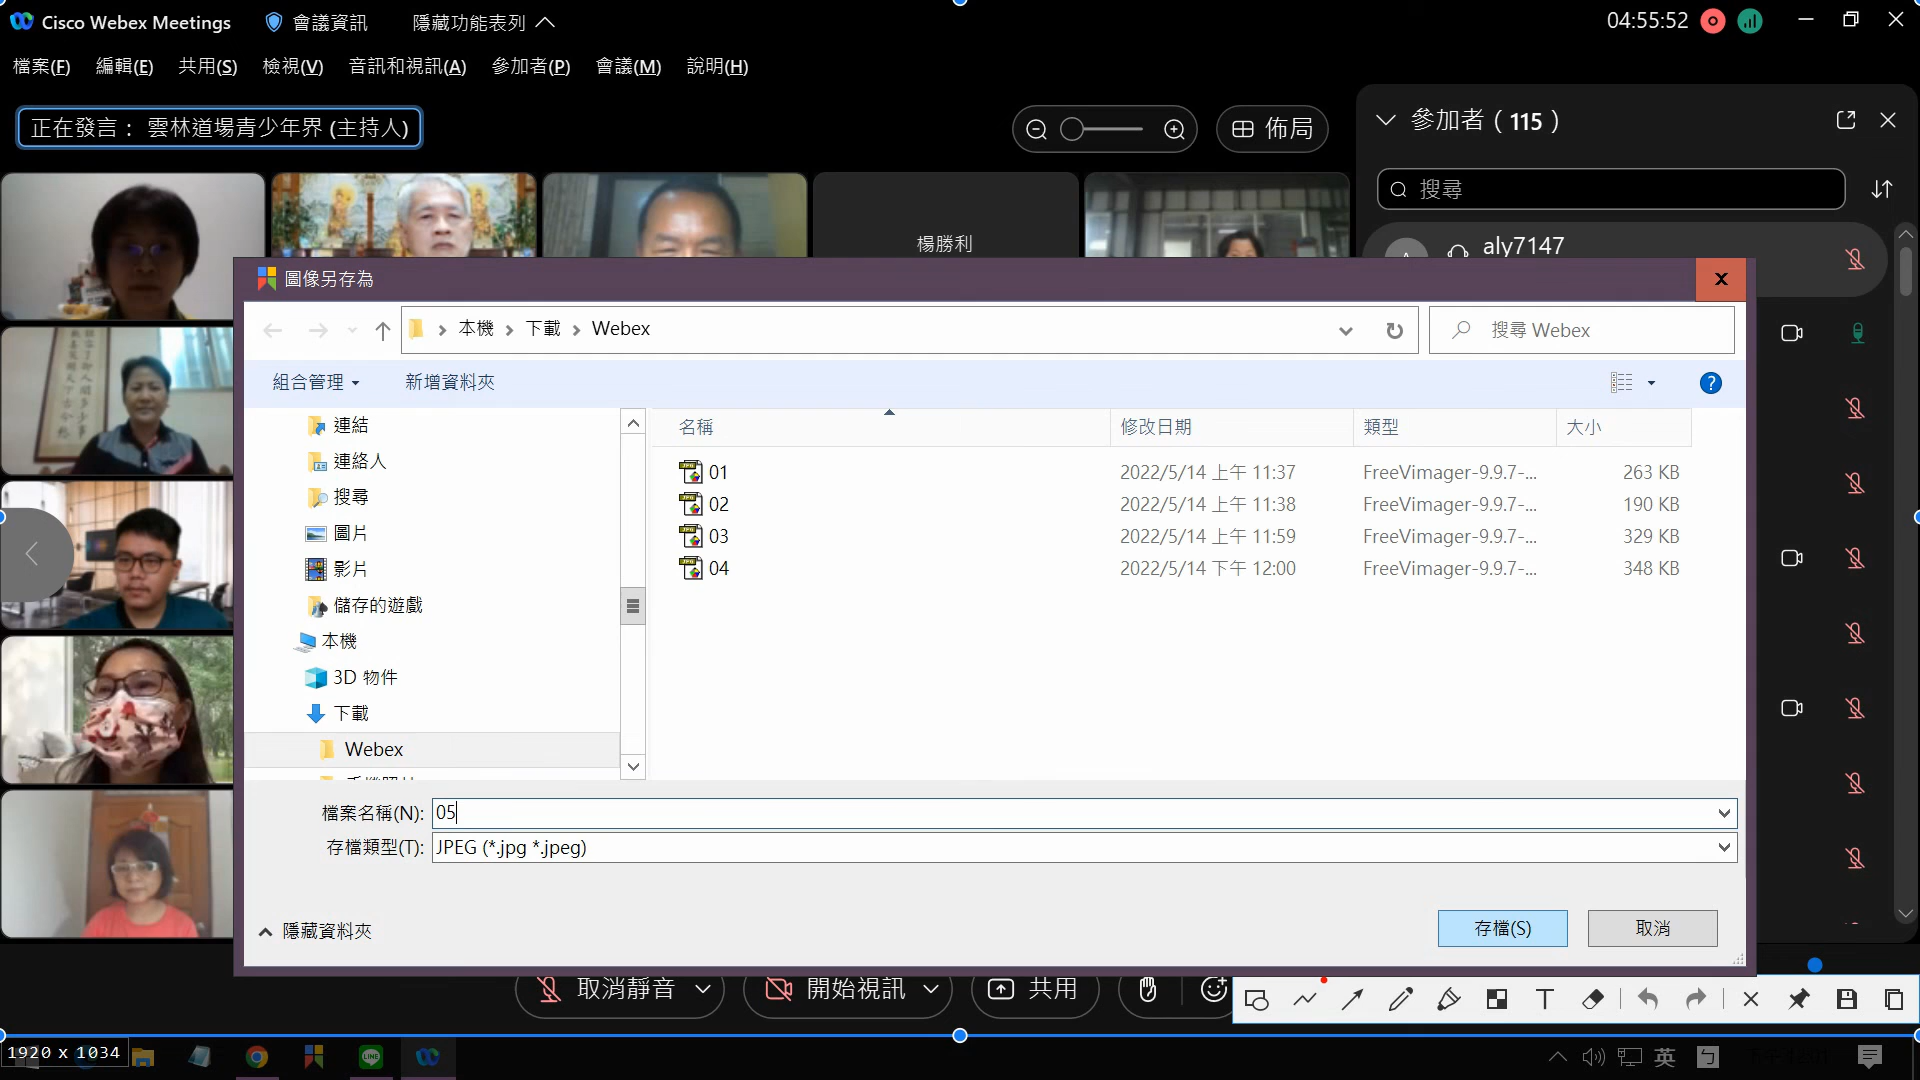 Cisco Webex Meetings 會議資訊 隱藏功能表列 04:55:52
檔案(F) 編輯(E) 共用(S) 檢視(V) 音訊和視訊(A) 參加者(P) 會議(M) 說明(H)
正在發言： 雲林道場青少年界 (主持人) 佈局
參加者 ( 115 )
搜尋
楊勝利
aly7147
圖像另存為
本機 下載 Webex
搜尋 Webex
組合管理 新增資料夾
連結
連絡人
搜尋
圖片
影片
儲存的遊戲
本機
3D 物件
下載
Webex
名稱 修改日期 類型 大小
01 2022/5/14 上午 11:37 FreeVimager-9.9.7-... 263 KB
02 2022/5/14 上午 11:38 FreeVimager-9.9.7-... 190 KB
03 2022/5/14 上午 11:59 FreeVimager-9.9.7-... 329 KB
04 2022/5/14 下午 12:00 FreeVimager-9.9.7-... 348 KB
檔案名稱(N): 05
存檔類型(T): JPEG (*.jpg *.jpeg)
隱藏資料夾
存檔(S) 取消
取消靜音 開始視訊 共用
1920 x 1034
英